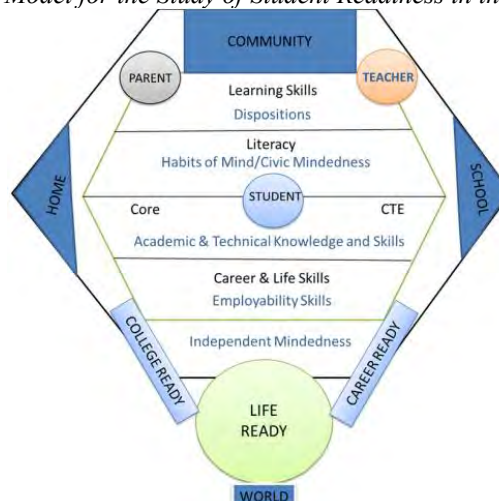 Model for the Study of Student Readiness in
COMMUNITY
PARENT
TEACHER
Learning Skills
Dispositions
Literacy
Habits of Mind/Civic Mindedness
HOME
STUDENT
SCHOOL
Core
CTE
Academic & Technical Knowledge and Skills
Career & Life Skills
Employability Skills
COLLEGE READY
CAREER READY
Independent Mindedness
LIFE
READY
WORLD